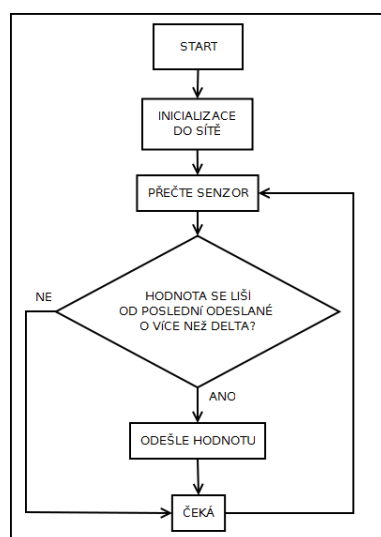 START
INICIALIZACE
DO SÍTĚ
PŘEČTE SENZOR
NE
HODNOTA SE LIŠÍ
OD POSLEDNÍ ODESLANÉ
O VÍCE NEŽ DELTA?
ANO
ODEŠLE HODNOTU
ČEKÁ